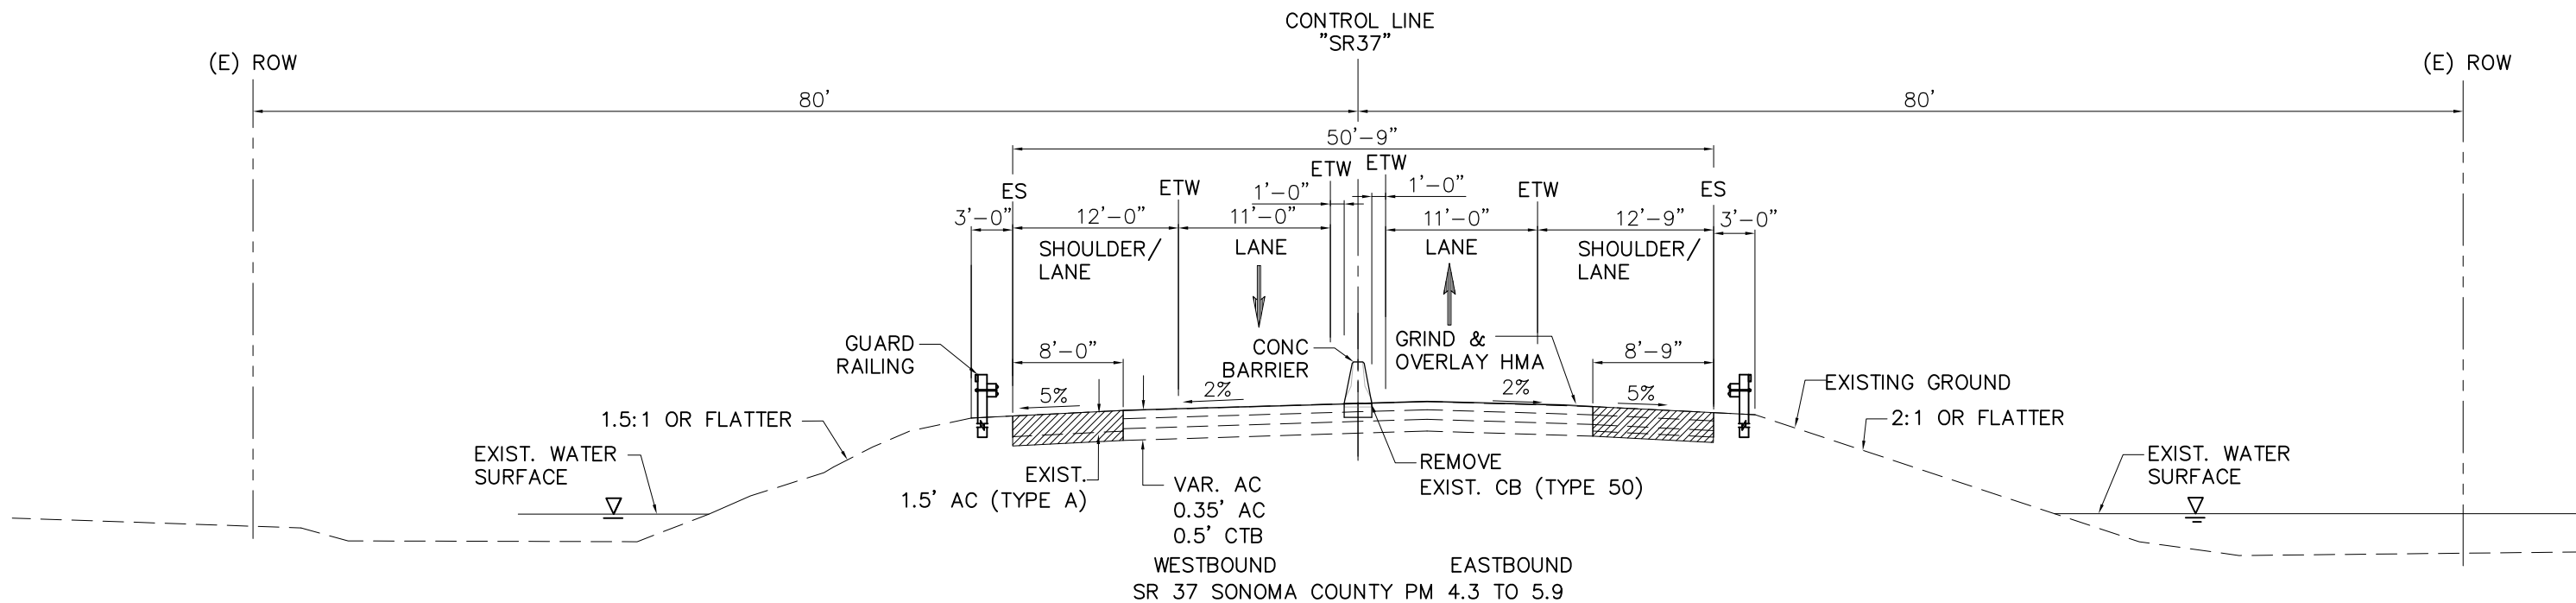 CONTROL LINE
"SR37"
(E) ROW
(E) ROW
80'
80'
50'-9"
ETW
ETW
ES
ETW
1'-0"
1'-0"
ETW
ES
3'-0"
12'-0"
11'-0"
11'-0"
12'-9"
3'-0"
SHOULDER/
LANE
LANE
LANE
SHOULDER/
LANE
GUARD
RAILING
8'-0"
CONC
BARRIER
GRIND &
OVERLAY HMA
8'-9"
5%
2%
2%
5%
EXISTING GROUND
1.5:1 OR FLATTER
2:1 OR FLATTER
EXIST. WATER
SURFACE
EXIST.
1.5' AC (TYPE A)
VAR. AC
0.35' AC
0.5' CTB
REMOVE
EXIST. CB (TYPE 50)
EXIST. WATER
SURFACE
WESTBOUND
EASTBOUND
SR 37 SONOMA COUNTY PM 4.3 TO 5.9